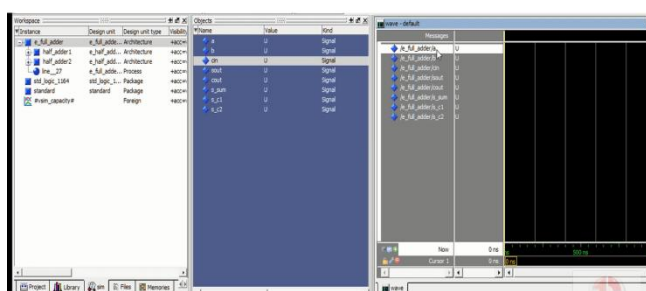 Workspace
Instance Design unit Design unit type Visibility
e_full_adder e_full_adde... Architecture +acc=
half_adder1 e_half_add... Architecture +acc=
half_adder2 e_half_add... Architecture +acc=
line__27 e_full_adde... Process +acc=
std_logic_1164 std_logic_1... Package +acc=
standard standard Package +acc=
#vsim_capacity# Foreign +acc=
Project Library sim Files Memories
Objects
Name Value Kind
a U Signal
b U Signal
cin U Signal
sout U Signal
cout U Signal
s_sum U Signal
s_c1 U Signal
s_c2 U Signal
wave - default
Messages
/e_full_adder/a U
/e_full_adder/b U
/e_full_adder/cin U
/e_full_adder/sout U
/e_full_adder/cout U
/e_full_adder/s_sum U
/e_full_adder/s_c1 U
/e_full_adder/s_c2 U
Now 0 ns
500 ns
Cursor 1 0 ns
0 ns
wave